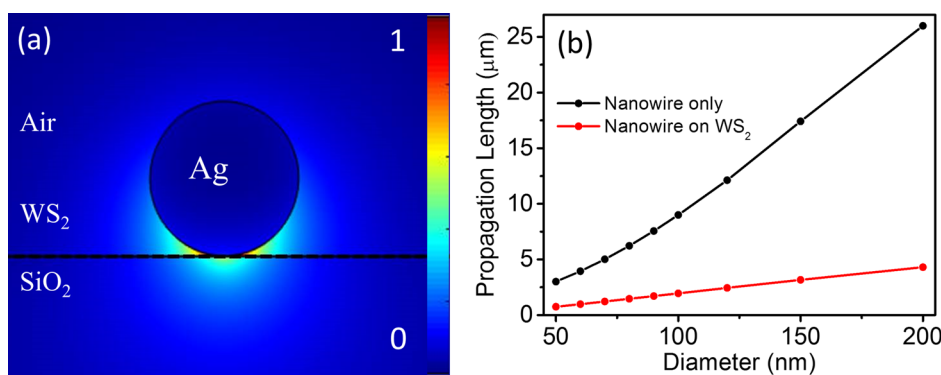 (a)
1
Air
Ag
WS₂
SiO₂
0
(b)
Nanowire only
Nanowire on WS₂
Propagation Length (μm)
25
20
15
10
5
0
50
100
150
200
Diameter (nm)